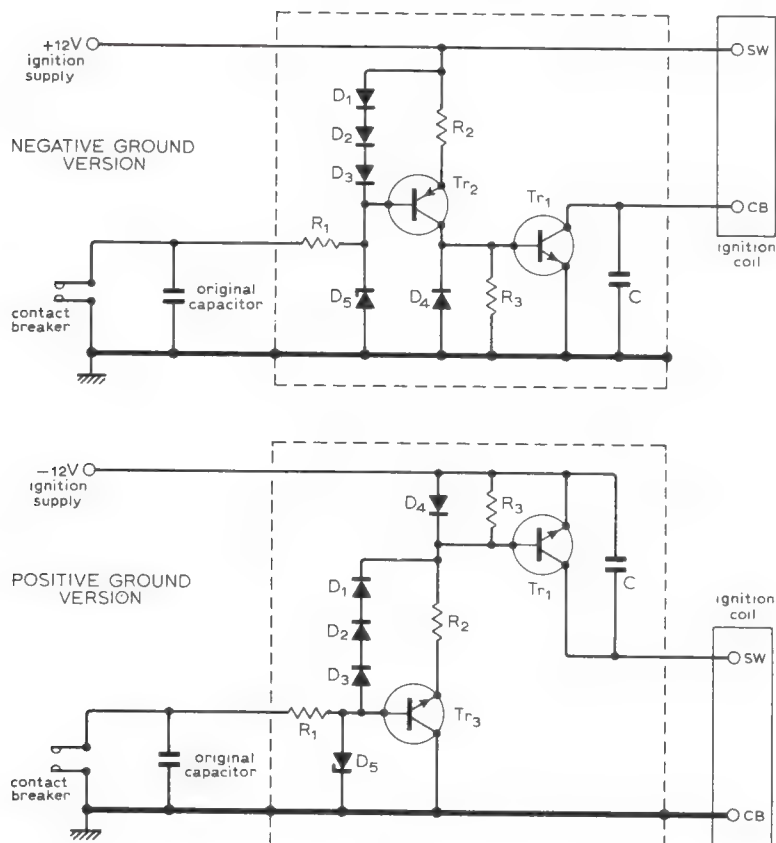 +12V
ignition
supply
SW
D1
D2
D3
R2
NEGATIVE GROUND
VERSION
Tr2
Tr1
R1
CB
ignition
coil
original
capacitor
D5
D4
R3
C
contact
breaker
−12V
ignition
supply
D4
R3
Tr1
C
POSITIVE GROUND
VERSION
D1
D2
D3
R2
ignition
coil
SW
R1
Tr3
original
capacitor
D5
contact
breaker
CB